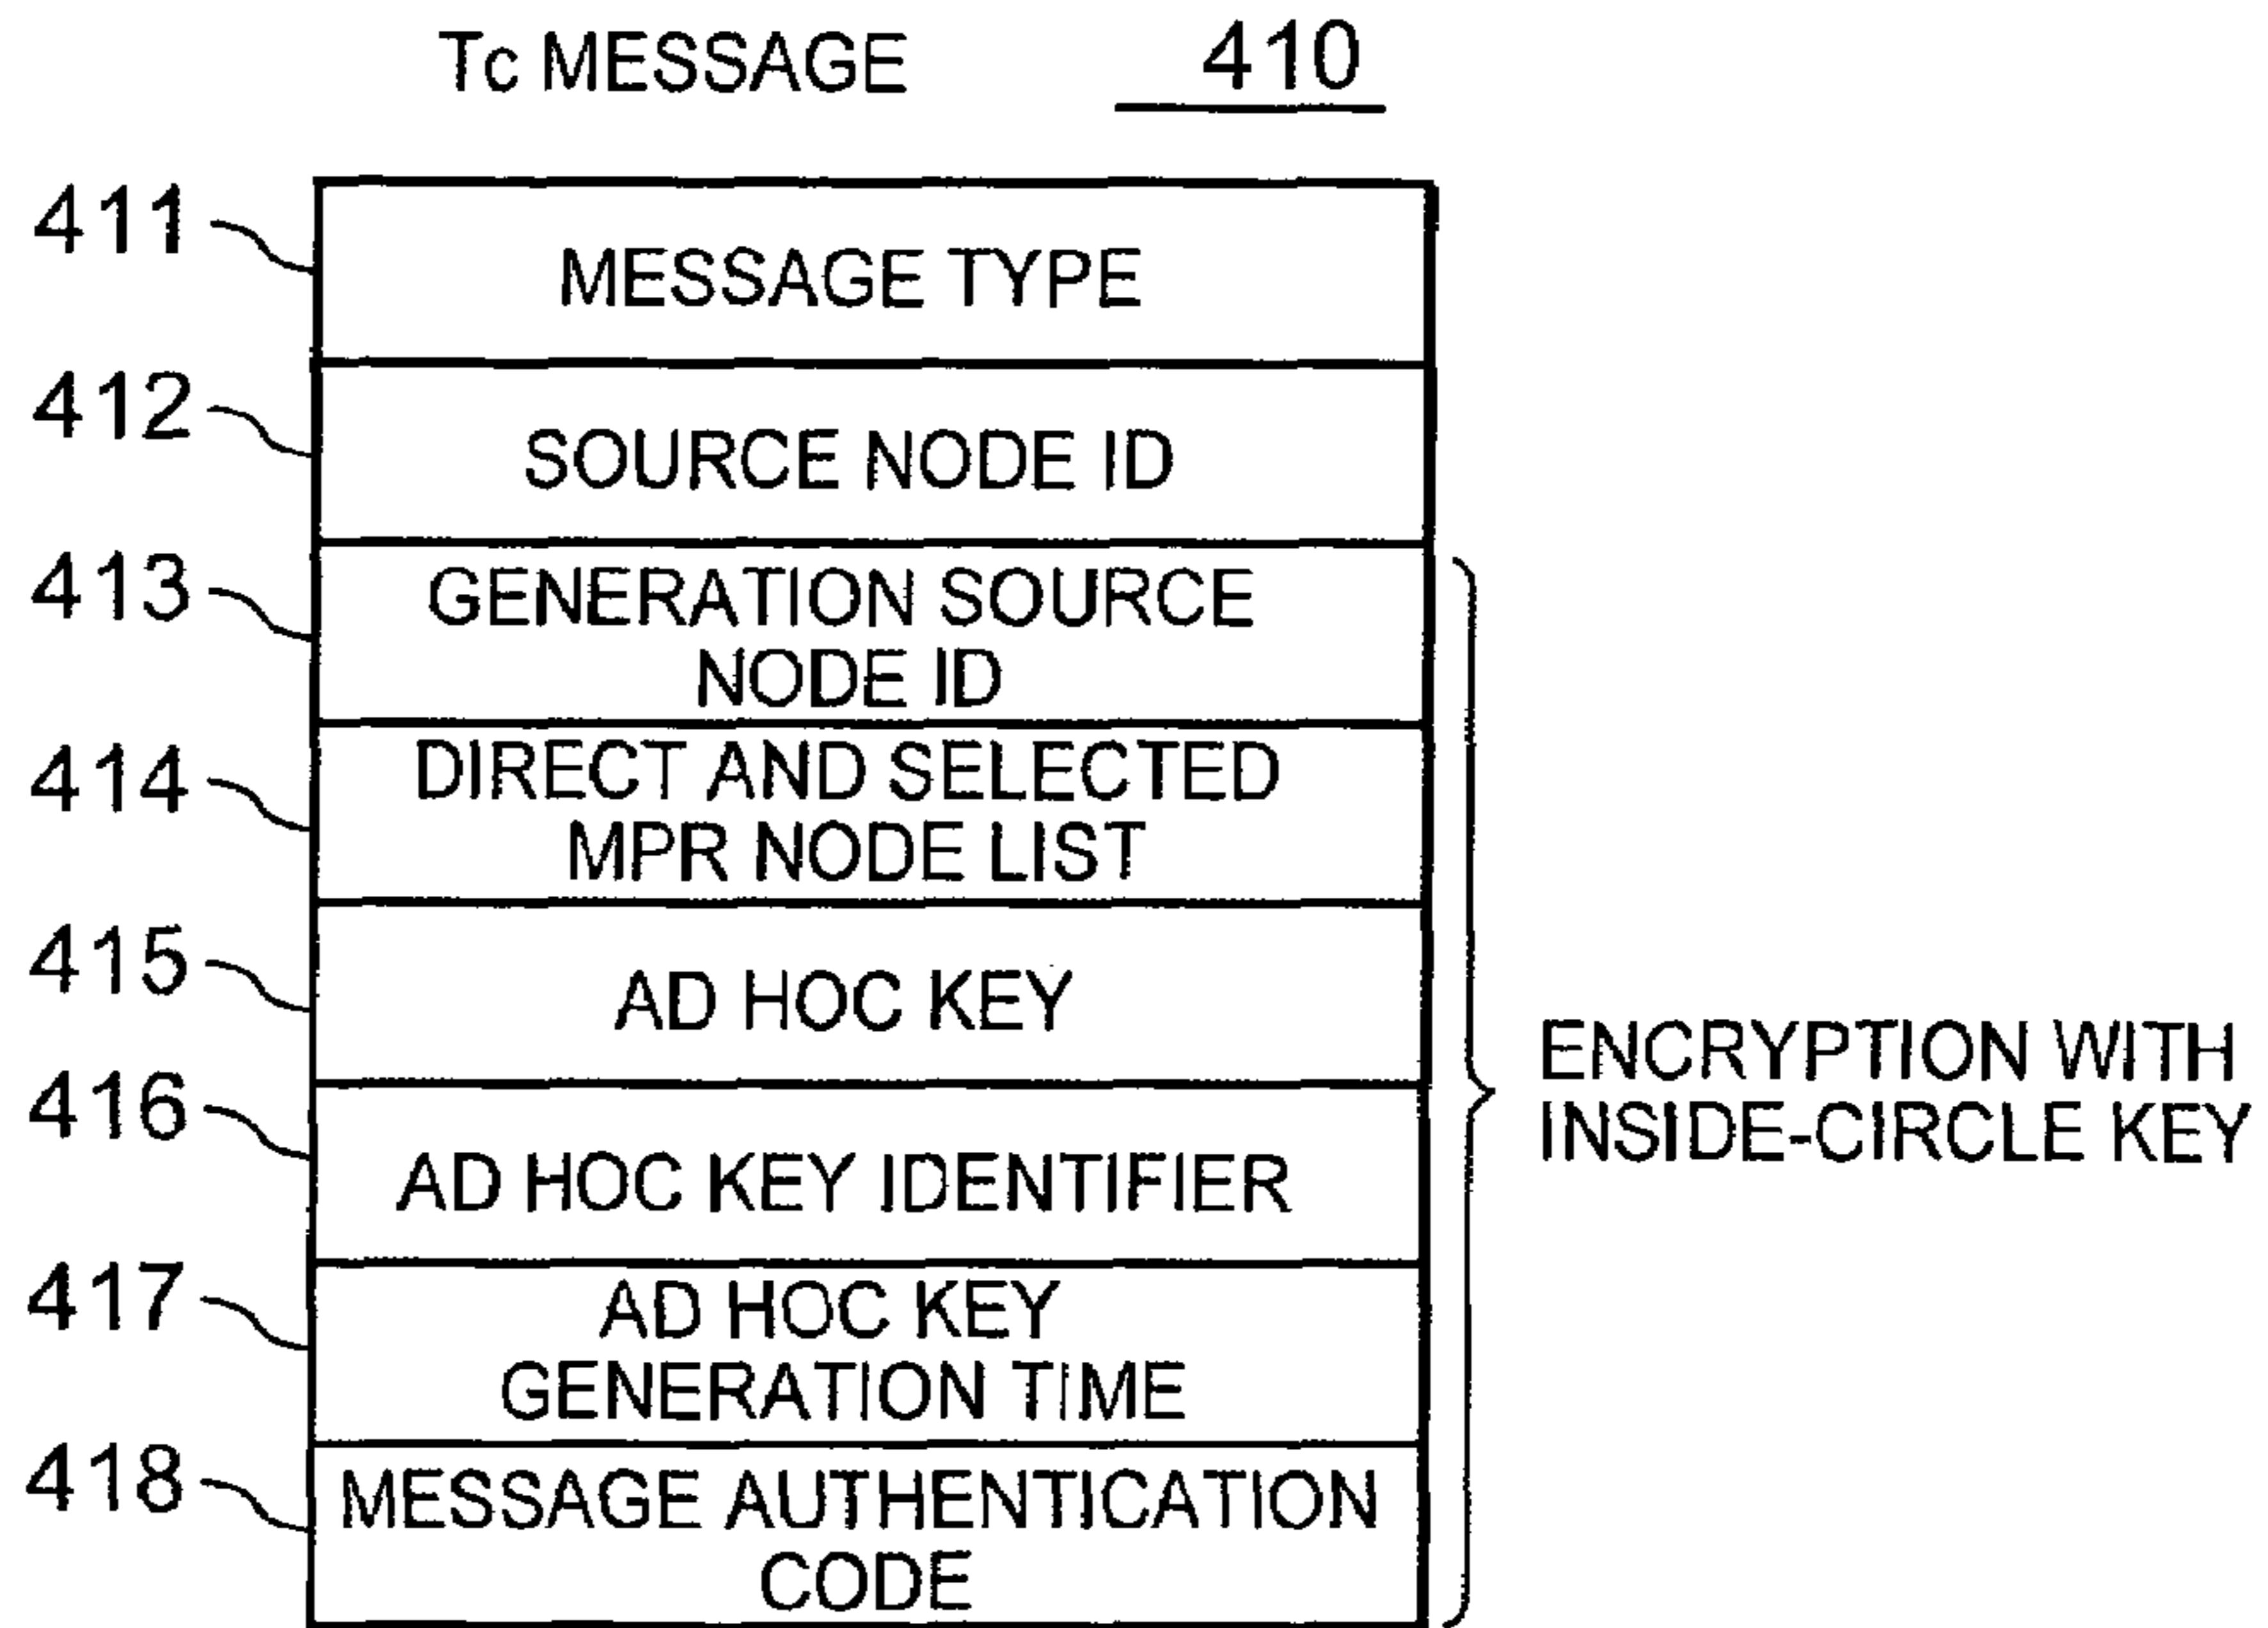 Tc MESSAGE 410
411 MESSAGE TYPE
412 SOURCE NODE ID
413 GENERATION SOURCE
NODE ID
414 DIRECT AND SELECTED
MPR NODE LIST
415 AD HOC KEY
416 AD HOC KEY IDENTIFIER
417 AD HOC KEY
GENERATION TIME
418 MESSAGE AUTHENTICATION
CODE
ENCRYPTION WITH
INSIDE-CIRCLE KEY